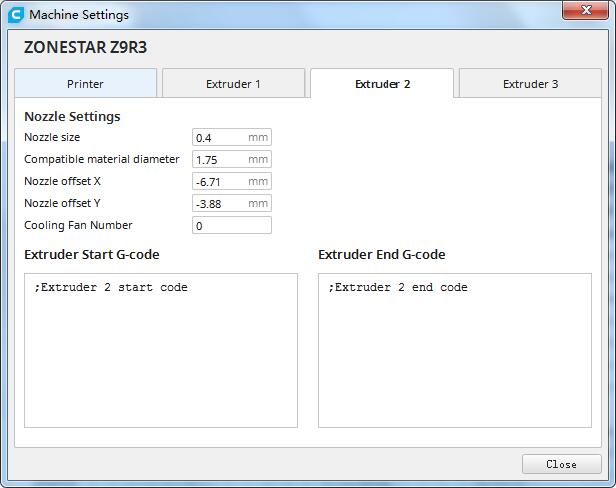 Machine Settings
ZONESTAR Z9R3
Printer
Extruder 1
Extruder 2
Extruder 3
Nozzle Settings
Nozzle size 0.4 mm
Compatible material diameter 1.75 mm
Nozzle offset X -6.71 mm
Nozzle offset Y -3.88 mm
Cooling Fan Number 0
Extruder Start G-code
Extruder End G-code
;Extruder 2 start code
;Extruder 2 end code
Close